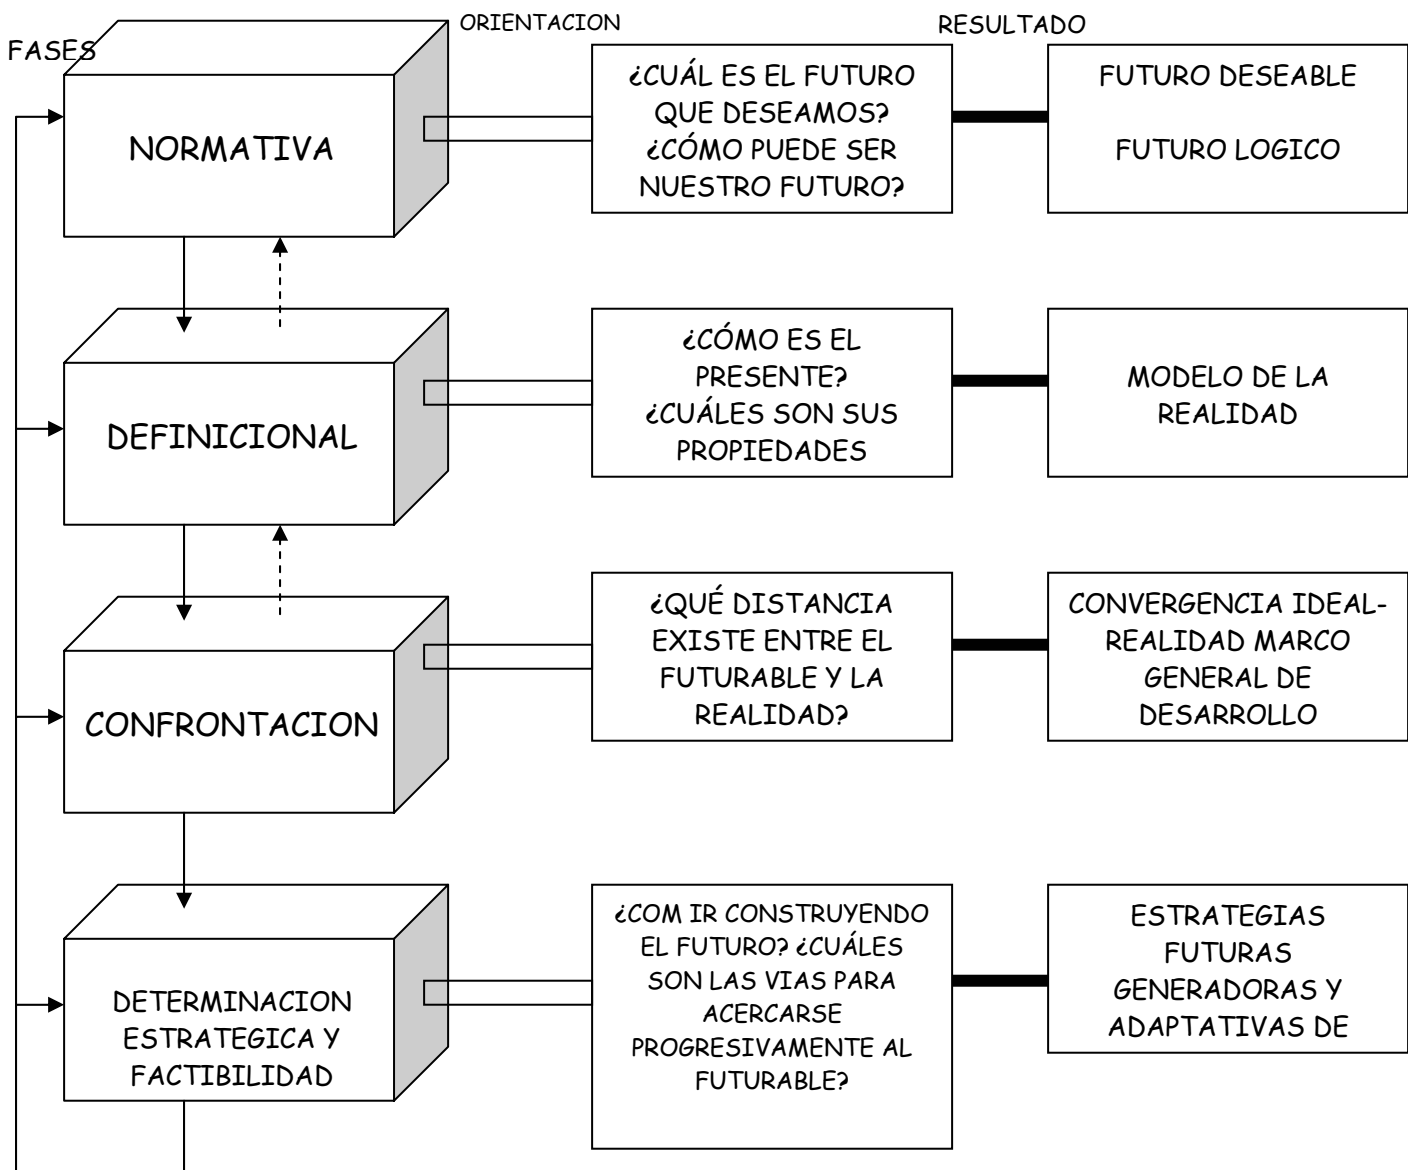 FASES
ORIENTACION
RESULTADO
NORMATIVA
¿CUÁL ES EL FUTURO
QUE DESEAMOS?
¿CÓMO PUEDE SER
NUESTRO FUTURO?
FUTURO DESEABLE
FUTURO LOGICO
DEFINICIONAL
¿CÓMO ES EL
PRESENTE?
¿CUÁLES SON SUS
PROPIEDADES
MODELO DE LA
REALIDAD
CONFRONTACION
¿QUÉ DISTANCIA
EXISTE ENTRE EL
FUTURABLE Y LA
REALIDAD?
CONVERGENCIA IDEAL-
REALIDAD MARCO
GENERAL DE
DESARROLLO
DETERMINACION
ESTRATEGICA Y
FACTIBILIDAD
¿COM IR CONSTRUYENDO
EL FUTURO? ¿CUÁLES
SON LAS VIAS PARA
ACERCARSE
PROGRESIVAMENTE AL
FUTURABLE?
ESTRATEGIAS
FUTURAS
GENERADORAS Y
ADAPTATIVAS DE